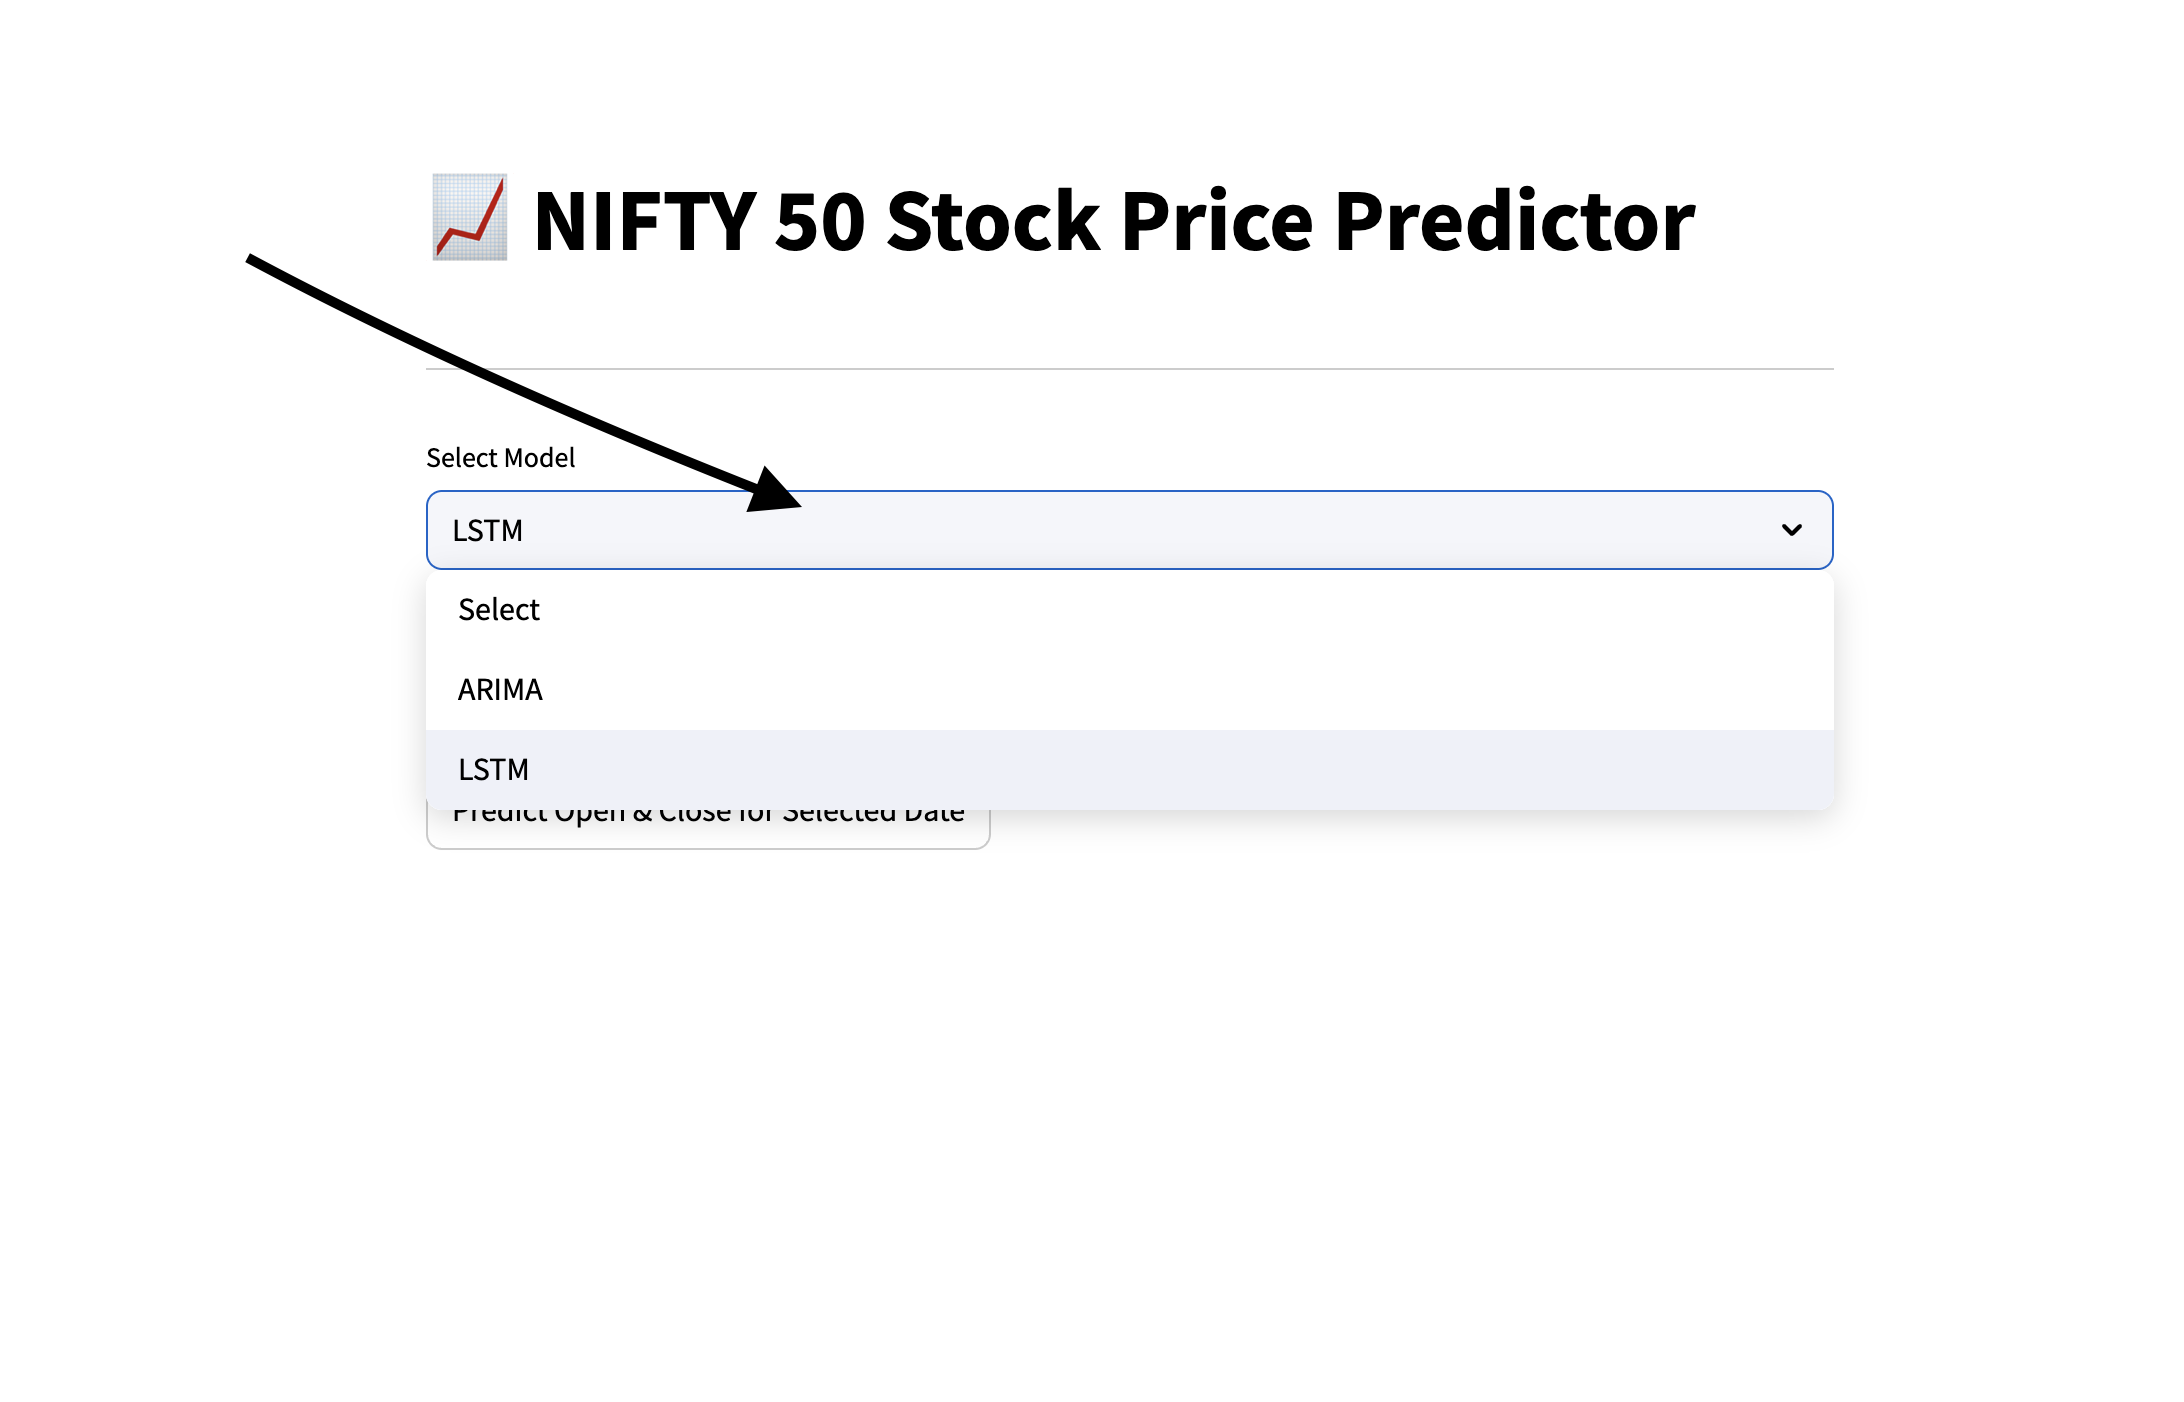 NIFTY 50 Stock Price Predictor
Select Model
LSTM
Select
ARIMA
LSTM
Predict Open & Close for Selected Date